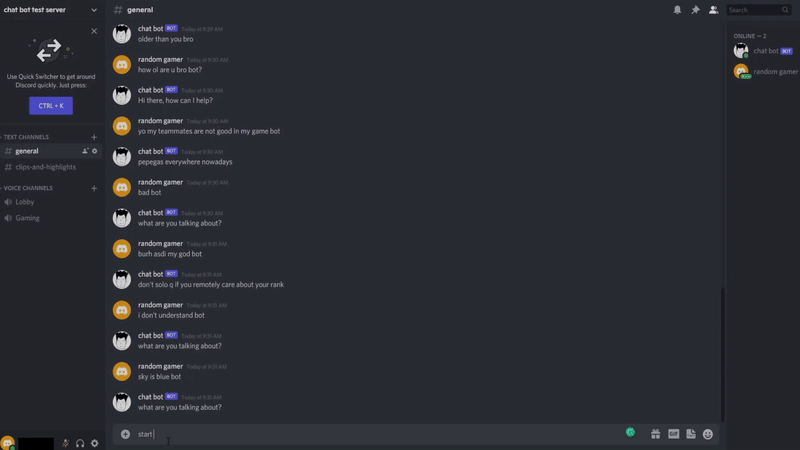 chat bot test server
Use Quick Switcher to get around
Discord quickly. Just press:
CTRL + K
TEXT CHANNELS
# general
# clips-and-highlights
VOICE CHANNELS
Lobby
Gaming
# general
Search
chat bot BOT Today at 9:29 AM
older than you bro
random gamer Today at 9:30 AM
how ol are u bro bot?
chat bot BOT Today at 9:30 AM
Hi there, how can I help?
random gamer Today at 9:30 AM
yo my teammates are not good in my game bot
chat bot BOT Today at 9:30 AM
pepegas everywhere nowadays
random gamer Today at 9:30 AM
bad bot
chat bot BOT Today at 9:30 AM
what are you talking about?
random gamer Today at 9:31 AM
burh asdi my god bot
chat bot BOT Today at 9:31 AM
don't solo q if you remotely care about your rank
random gamer Today at 9:31 AM
i don't understand bot
chat bot BOT Today at 9:31 AM
what are you talking about?
random gamer Today at 9:31 AM
sky is blue bot
chat bot BOT Today at 9:31 AM
what are you talking about?
start
GIF
ONLINE — 2
chat bot BOT
random gamer